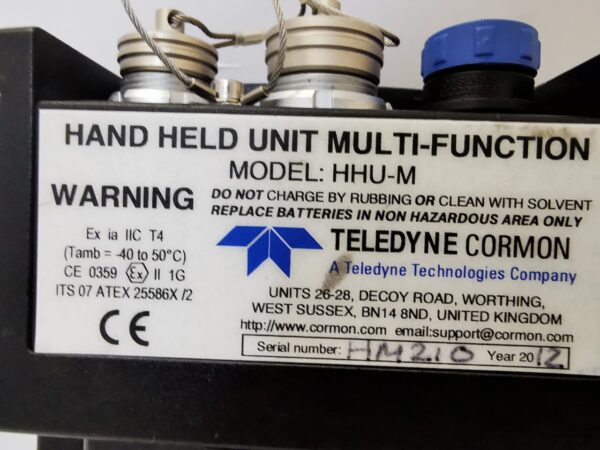 HAND HELD UNIT MULTI-FUNCTION
MODEL: HHU-M
WARNING
DO NOT CHARGE BY RUBBING OR CLEAN WITH SOLVENT
REPLACE BATTERIES IN NON HAZARDOUS AREA ONLY
Ex ia IIC T4
(Tamb = -40 to 50°C)
CE 0359 Ex II 1G
ITS 07 ATEX 25586X /2
CE
TELEDYNE CORMON
A Teledyne Technologies Company
UNITS 26-28, DECOY ROAD, WORTHING,
WEST SUSSEX, BN14 8ND, UNITED KINGDOM
http://www.cormon.com email:support@cormon.com
Serial number: HM210 Year 2012